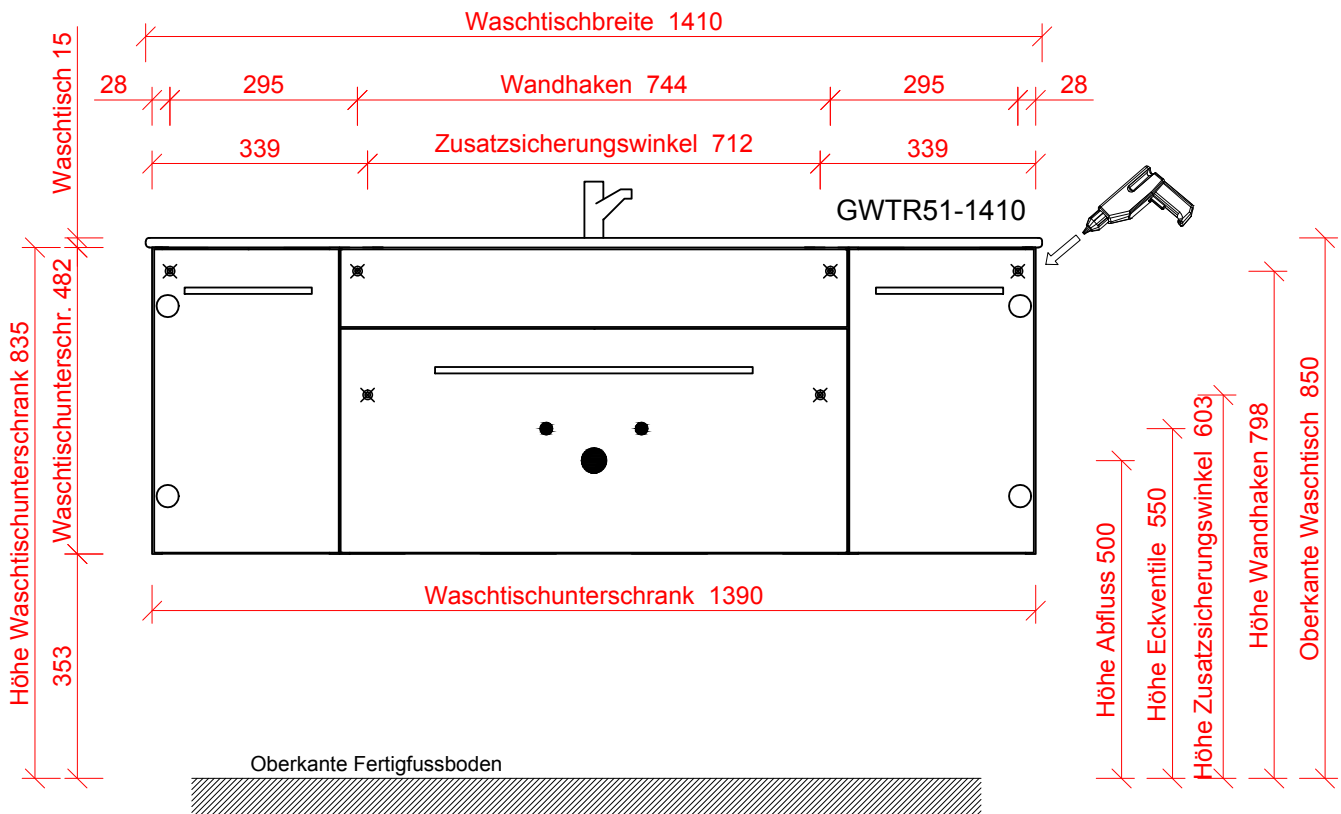 Waschtischbreite 1410
Waschtisch 15
28
295
Wandhaken 744
295
28
339
Zusatzsicherungswinkel 712
339
GWTR51-1410
Höhe Waschtischunterschrank 835
Waschtischunterschr. 482
353
Waschtischunterschrank 1390
Höhe Abfluss 500
Höhe Eckventile 550
Höhe Zusatzsicherungswinkel 603
Höhe Wandhaken 798
Oberkante Waschtisch 850
Oberkante Fertigfussboden